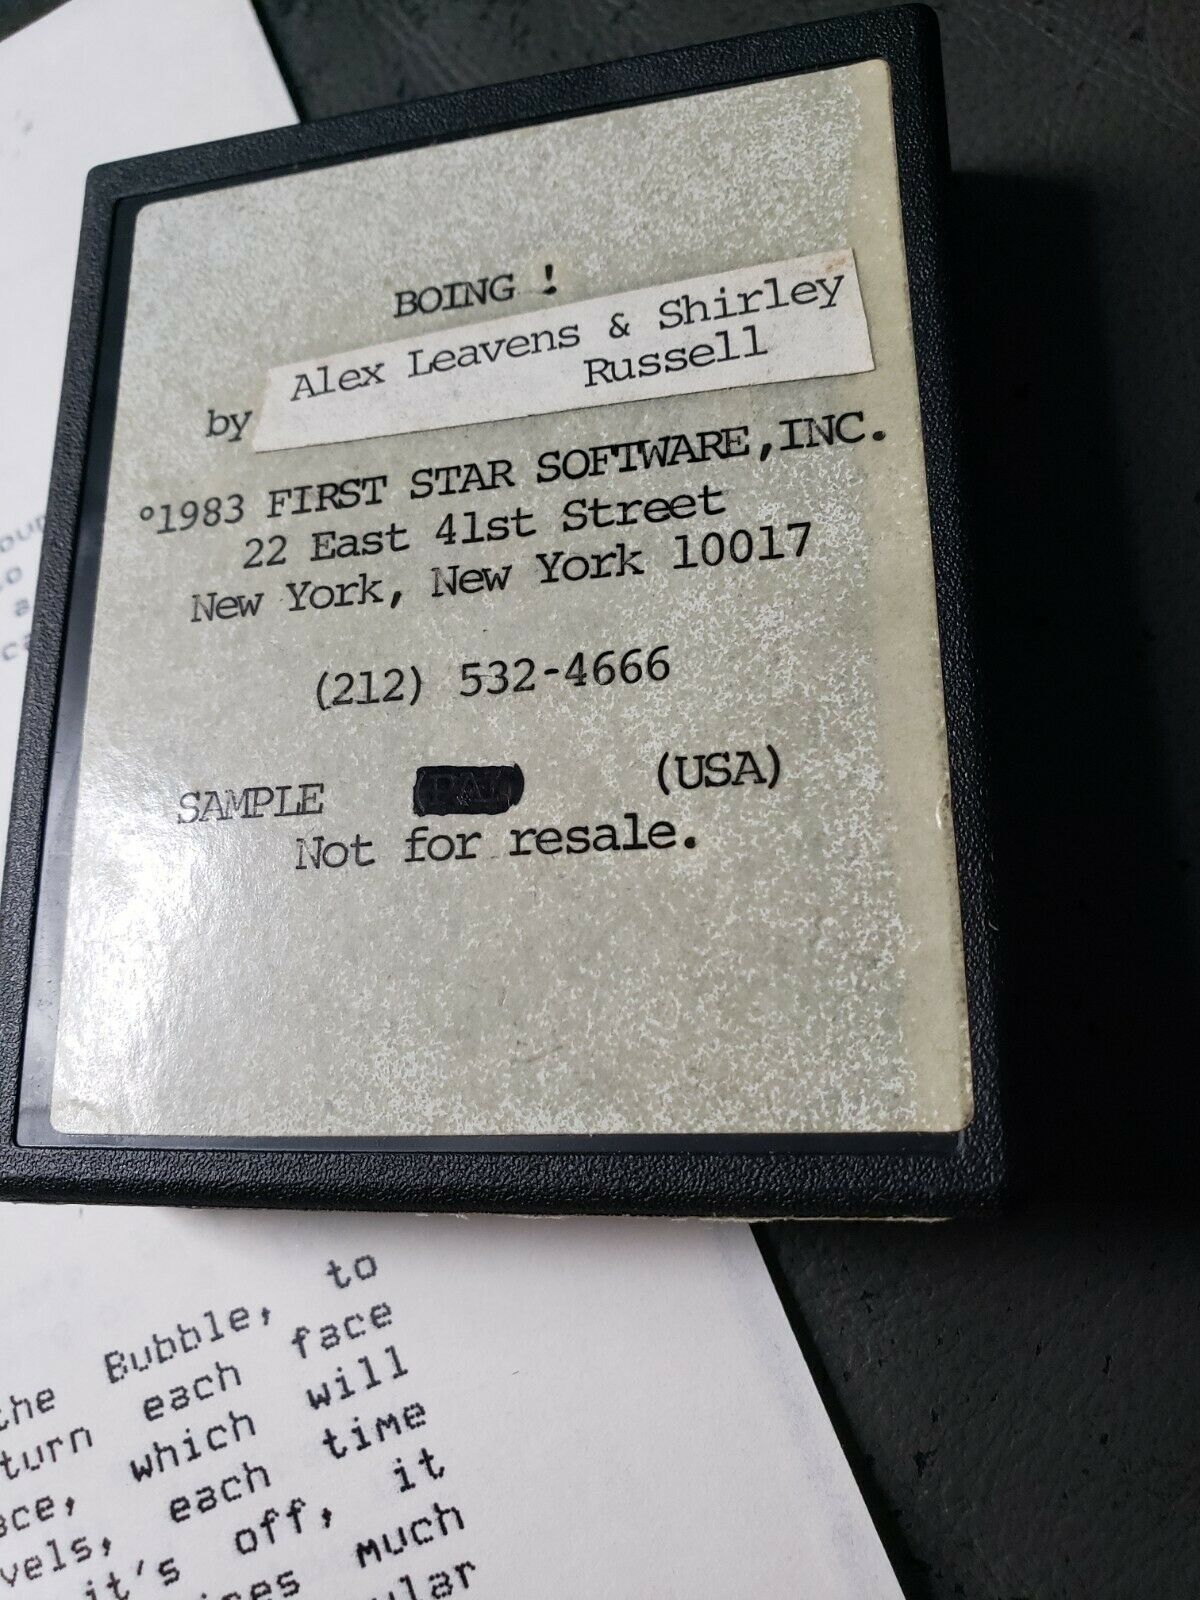 BOING !
by Alex Leavens & Shirley
Russell
°1983 FIRST STAR SOFTWARE,INC.
22 East 41st Street
New York, New York 10017
(212) 532-4666
SAMPLE (USA)
Not for resale.
the Bubble, to
turn each face
ace, which will
vels, each time
it's off, it
much